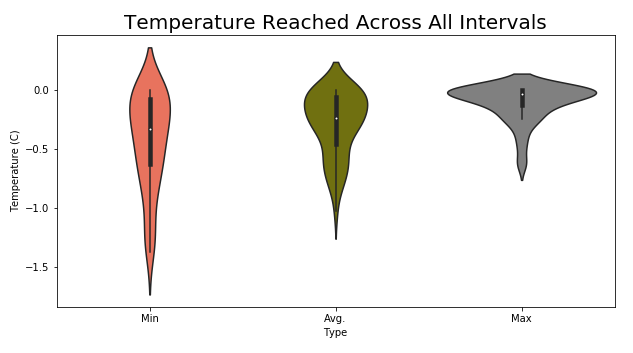 Temperature Reached Across All Intervals
Temperature (C)
0.0
−0.5
−1.0
−1.5
Min
Avg.
Max
Type